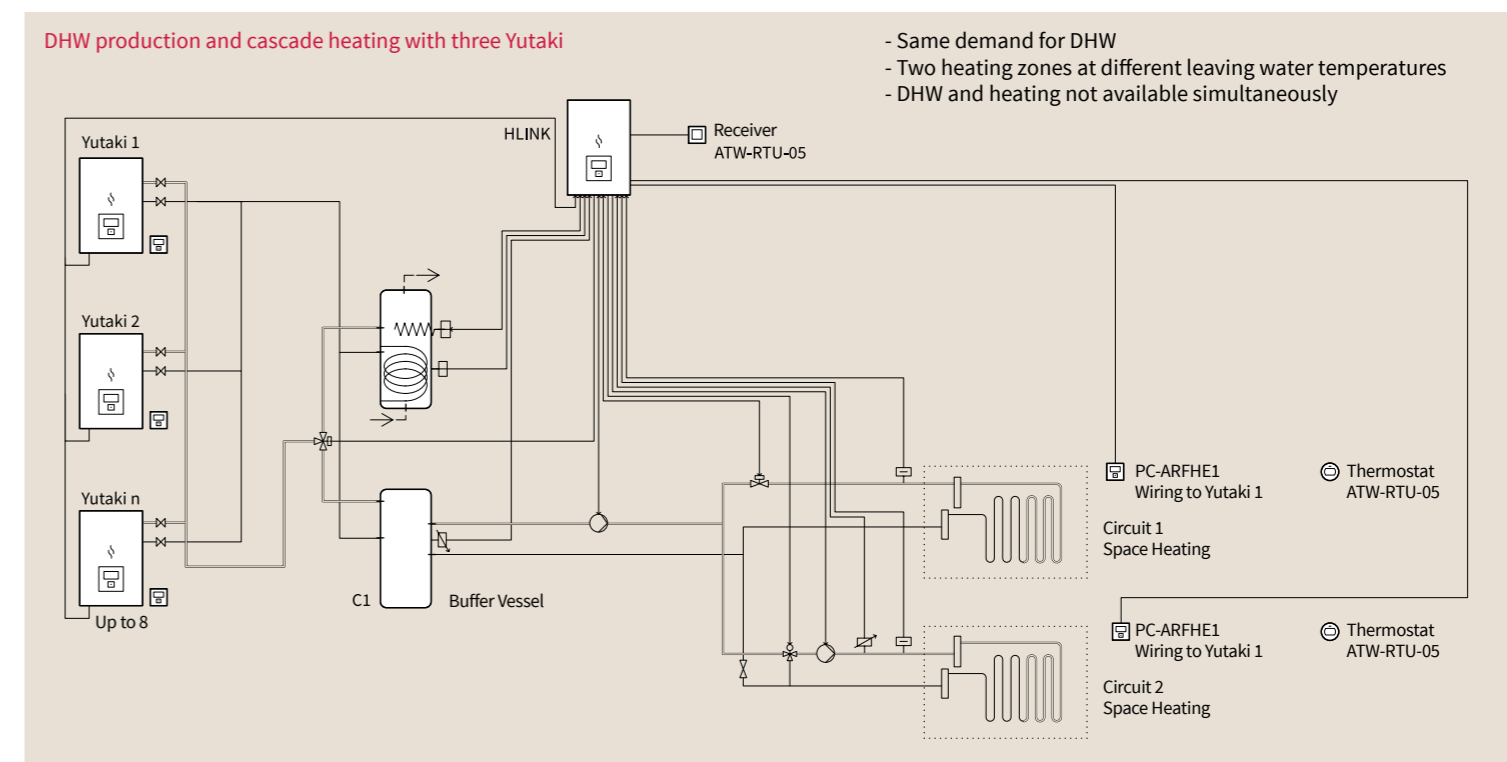 DHW production and cascade heating with three Yutaki
- Same demand for DHW
- Two heating zones at different leaving water temperatures
- DHW and heating not available simultaneously
HLINK
Receiver
ATW-RTU-05
Yutaki 1
Yutaki 2
Yutaki n
Up to 8
C1
Buffer Vessel
PC-ARFHE1
Wiring to Yutaki 1
Thermostat
ATW-RTU-05
Circuit 1
Space Heating
PC-ARFHE1
Wiring to Yutaki 1
Thermostat
ATW-RTU-05
Circuit 2
Space Heating